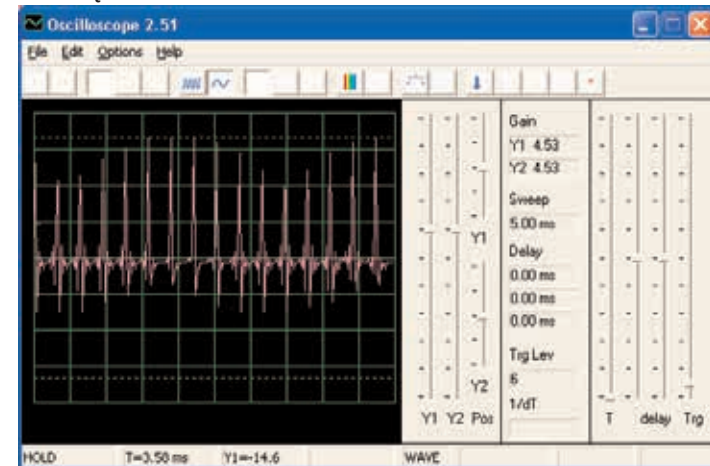 Oscilloscope 2.51
File Edit Options Help
Gain
Y1 4.53
Y2 4.53
Sweep
5.00 ms
Y1
Delay
0.00 ms
0.00 ms
0.00 ms
Trg Lev
6
Y2
1/dT
Y1 Y2 Pos
T delay Trg
HOLD T=3.50 ms Y1=-14.6 WAVE